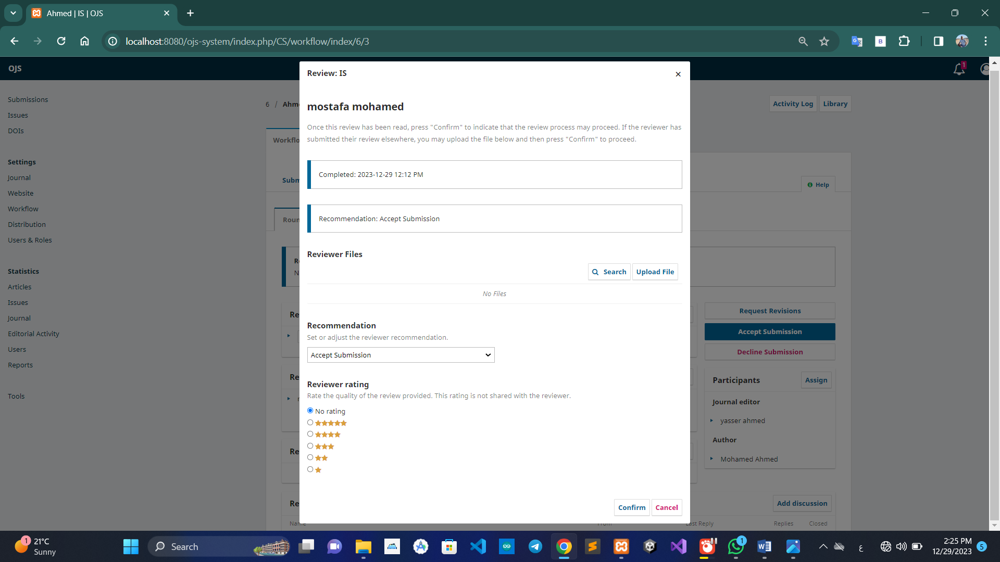 Ahmed | IS | OJS
localhost:8080/ojs-system/index.php/CS/workflow/index/6/3
OJS
1
Submissions
Issues
DOIs
Settings
Journal
Website
Workflow
Distribution
Users & Roles
Statistics
Articles
Issues
Journal
Editorial Activity
Users
Reports
Tools
6 / Ahm
Activity Log
Library
Workflo
Subm
Help
Roun
Review: IS
mostafa mohamed
Once this review has been read, press "Confirm" to indicate that the review process may proceed. If the reviewer has
submitted their review elsewhere, you may upload the file below and then press "Confirm" to proceed.
Completed: 2023-12-29 12:12 PM
Recommendation: Accept Submission
Reviewer Files
Search
Upload File
No Files
Recommendation
Set or adjust the reviewer recommendation.
Accept Submission
Reviewer rating
Rate the quality of the review provided. This rating is not shared with the reviewer.
No rating
Confirm
Cancel
Re
Re
Re
Re
Request Revisions
Accept Submission
Decline Submission
Participants
Assign
Journal editor
yasser ahmed
Author
Mohamed Ahmed
Add discussion
Name
From
Last Reply
Replies
Closed
1
21°C
Sunny
Search
1
ع
2:25 PM
12/29/2023
5